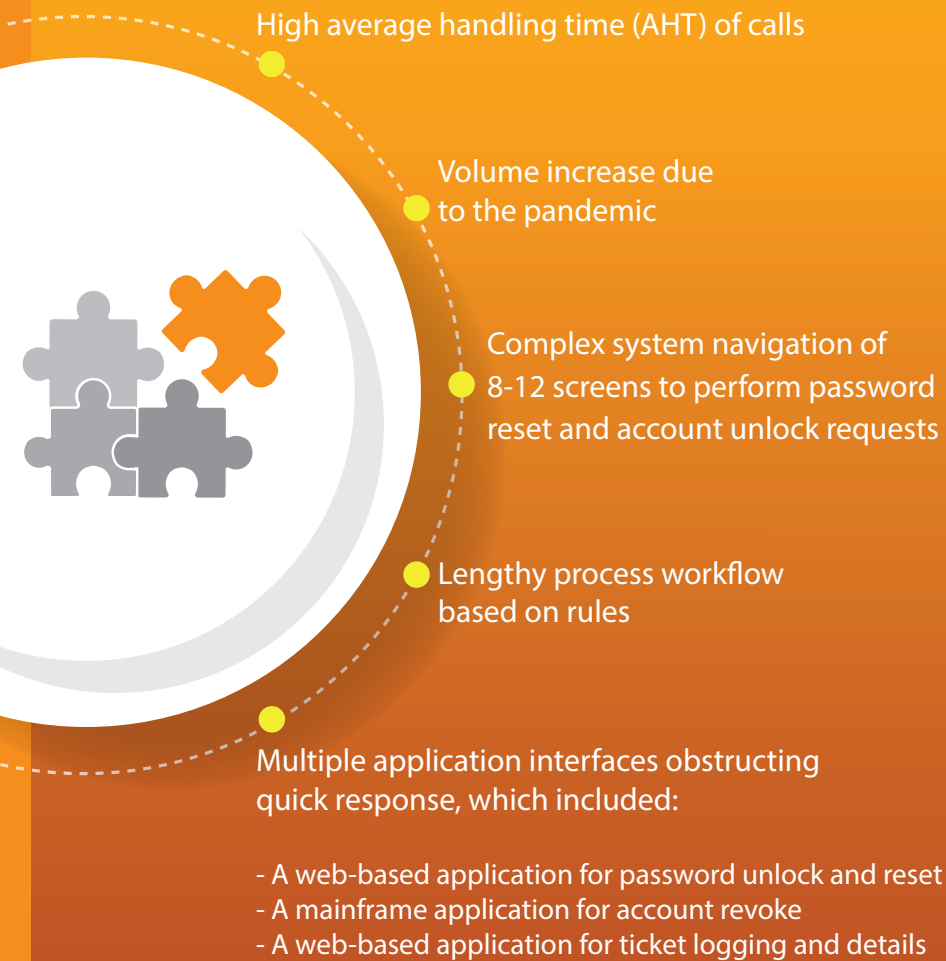 High average handling time (AHT) of calls
Volume increase due
to the pandemic
Complex system navigation of
8-12 screens to perform password
reset and account unlock requests
Lengthy process workflow
based on rules
Multiple application interfaces obstructing
quick response, which included:
- A web-based application for password unlock and reset
- A mainframe application for account revoke
- A web-based application for ticket logging and details